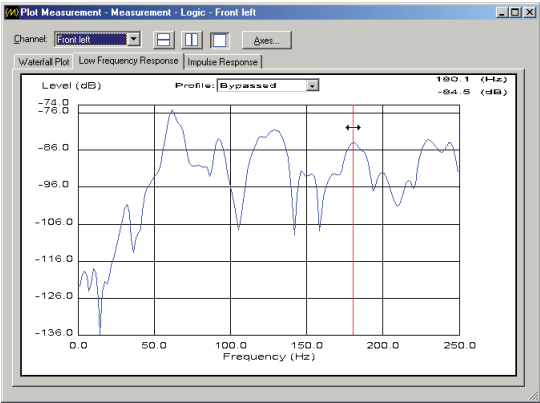 (M) Plot Measurement - Measurement - Logic - Front left
Channel: Front left Axes...
Waterfall Plot Low Frequency Response Impulse Response
Level (dB) Profile: Bypassed 180.1 (Hz)
-84.5 (dB)
-74.0
-76.0
-86.0
-96.0
-106.0
-116.0
-126.0
-136.0
0.0 50.0 100.0 150.0 200.0 250.0
Frequency (Hz)